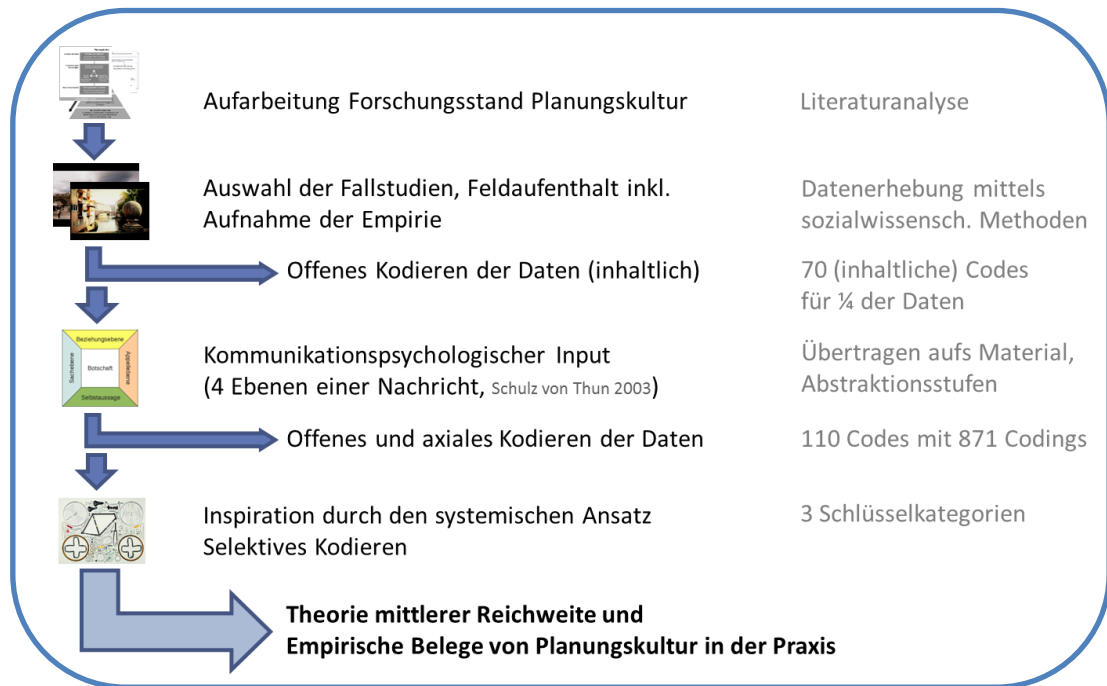 Aufarbeitung Forschungsstand Planungskultur
Literaturanalyse
Auswahl der Fallstudien, Feldaufenthalt inkl.
Aufnahme der Empirie
Datenerhebung mittels
sozialwissensch. Methoden
Offenes Kodieren der Daten (inhaltlich)
70 (inhaltliche) Codes
für ¼ der Daten
Beziehungsebene
Sachebene
Botschaft
Appellebene
Selbstaussage
Kommunikationspsychologischer Input
(4 Ebenen einer Nachricht, Schulz von Thun 2003)
Übertragen aufs Material,
Abstraktionsstufen
Offenes und axiales Kodieren der Daten
110 Codes mit 871 Codings
Inspiration durch den systemischen Ansatz
Selektives Kodieren
3 Schlüsselkategorien
Theorie mittlerer Reichweite und
Empirische Belege von Planungskultur in der Praxis